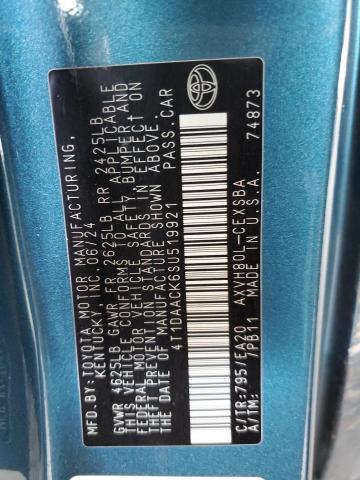 MFD. BY: TOYOTA MOTOR MANUFACTURING,
KENTUCKY, INC. 06/24
GVWR 4625LB GAWR FR 2625LB RR 2425LB
THIS VEHICLE CONFORMS TO ALL APPLICABLE
FEDERAL MOTOR VEHICLE SAFETY, BUMPER, AND
THEFT PREVENTION STANDARDS IN EFFECT ON
THE DATE OF MANUFACTURE SHOWN ABOVE.
4T1DAACK6SU519921 PASS.CAR
C/TR: 795/EA20 AXVH80L-CEXSBA
A/TM: 7B611 MADE IN U.S.A. 74873